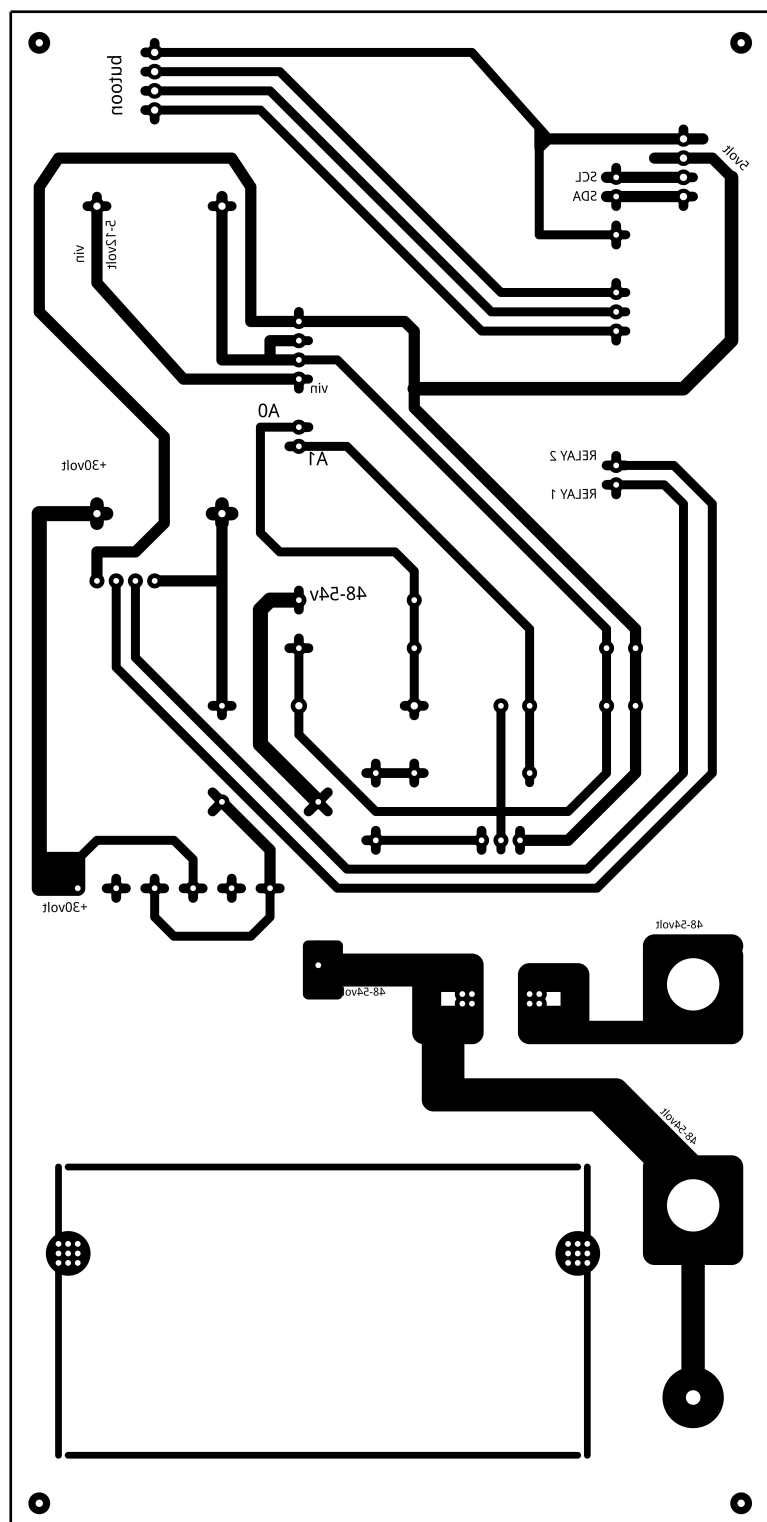 butoon
5volt
SCL
SDA
5-12volt
vin
vin
A0
A1
RELAY 2
+30volt
RELAY 1
48-54v
+30volt
48-54volt
48-54volt
48-54volt